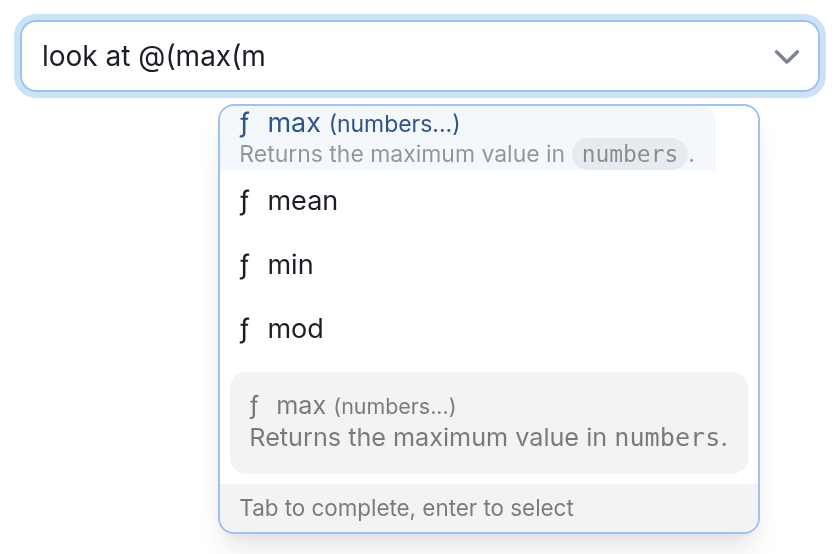 look at @(max(m
ƒ max (numbers...)
Returns the maximum value in numbers.
ƒ mean
ƒ min
ƒ mod
ƒ max (numbers...)
Returns the maximum value in numbers.
Tab to complete, enter to select